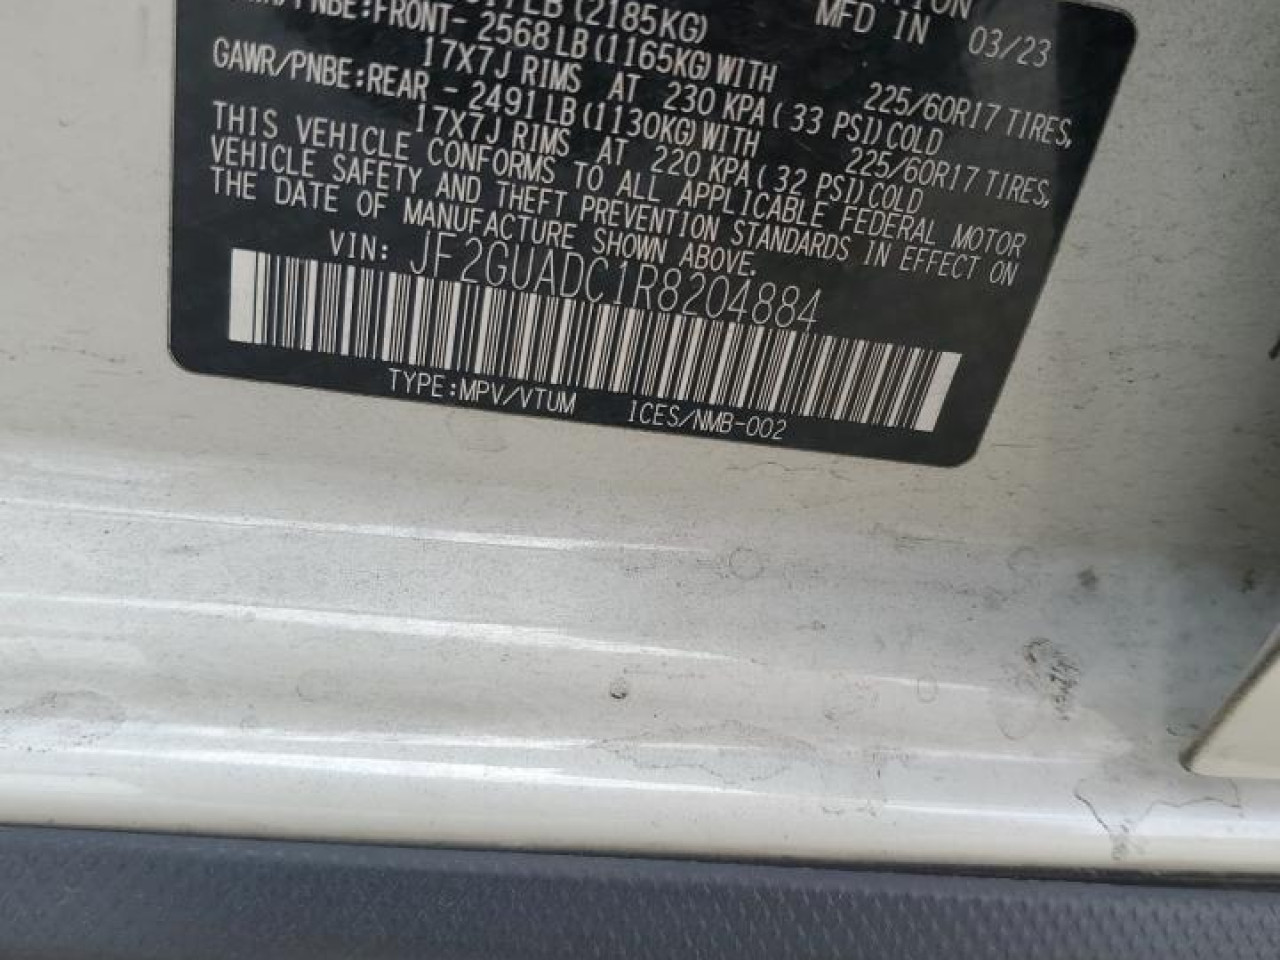 (2185KG)
MFD IN 03/23
FRONT- 2568 LB (1165KG) WITH 225/60R17 TIRES,
17X7J RIMS AT 230 KPA ( 33 PSI) COLD
GAWR/PNBE:REAR - 2491 LB (1130KG) WITH 225/60R17 TIRES,
17X7J RIMS AT 220 KPA ( 32 PSI) COLD
THIS VEHICLE CONFORMS TO ALL APPLICABLE FEDERAL MOTOR
VEHICLE SAFETY AND THEFT PREVENTION STANDARDS IN EFFECT ON
THE DATE OF MANUFACTURE SHOWN ABOVE.
VIN: JF2GUADC1R8204884
TYPE:MPV/VTUM ICES/NMB-002